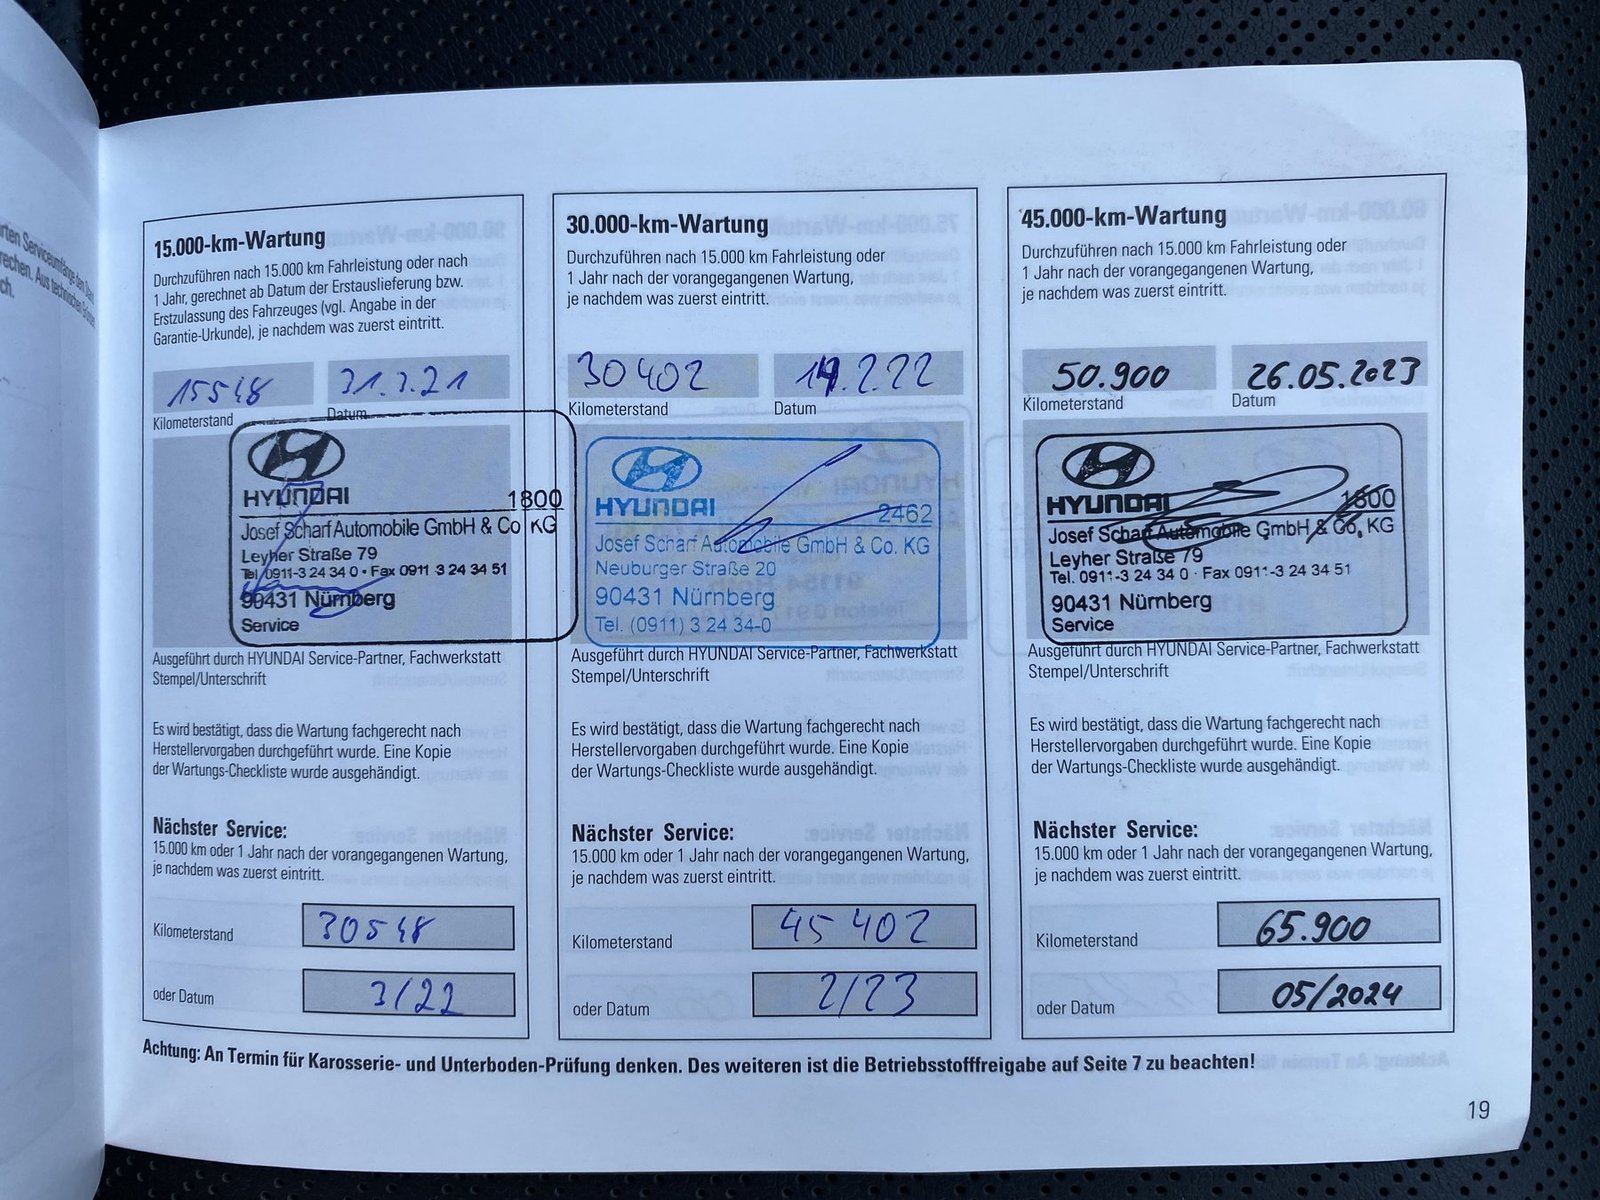 15.000-km-Wartung
Durchzuführen nach 15.000 km Fahrleistung oder nach
1 Jahr, gerechnet ab Datum der Erstauslieferung bzw.
Erstzulassung des Fahrzeuges (vgl. Angabe in der
Garantie-Urkunde), je nachdem was zuerst eintritt.
15548 31.3.21
Kilometerstand Datum
HYUNDAI 1800
Josef Scharf Automobile GmbH & Co KG
Leyher Straße 79
Tel 0911-3 24 34 0 • Fax 0911 3 24 34 51
90431 Nürnberg
Service
Ausgeführt durch HYUNDAI Service-Partner, Fachwerkstatt
Stempel/Unterschrift
Es wird bestätigt, dass die Wartung fachgerecht nach
Herstellervorgaben durchgeführt wurde. Eine Kopie
der Wartungs-Checkliste wurde ausgehändigt.
Nächster Service:
15.000 km oder 1 Jahr nach der vorangegangenen Wartung,
je nachdem was zuerst eintritt.
Kilometerstand 30548
oder Datum 3/22
30.000-km-Wartung
Durchzuführen nach 15.000 km Fahrleistung oder
1 Jahr nach der vorangegangenen Wartung,
je nachdem was zuerst eintritt.
30402 14.2.22
Kilometerstand Datum
HYUNDAI
2462
Josef Scharf Automobile GmbH & Co. KG
Neuburger Straße 20
90431 Nürnberg
Tel. (0911) 3 24 34-0
Ausgeführt durch HYUNDAI Service-Partner, Fachwerkstatt
Stempel/Unterschrift
Es wird bestätigt, dass die Wartung fachgerecht nach
Herstellervorgaben durchgeführt wurde. Eine Kopie
der Wartungs-Checkliste wurde ausgehändigt.
Nächster Service:
15.000 km oder 1 Jahr nach der vorangegangenen Wartung,
je nachdem was zuerst eintritt.
Kilometerstand 45 402
oder Datum 2/23
45.000-km-Wartung
Durchzuführen nach 15.000 km Fahrleistung oder
1 Jahr nach der vorangegangenen Wartung,
je nachdem was zuerst eintritt.
50.900 26.05.2023
Kilometerstand Datum
HYUNDAI 1800
Josef Scharf Automobile GmbH & Co, KG
Leyher Straße 79
Tel. 0911-3 24 34 0 · Fax 0911-3 24 34 51
90431 Nürnberg
Service
Ausgeführt durch HYUNDAI Service-Partner, Fachwerkstatt
Stempel/Unterschrift
Es wird bestätigt, dass die Wartung fachgerecht nach
Herstellervorgaben durchgeführt wurde. Eine Kopie
der Wartungs-Checkliste wurde ausgehändigt.
Nächster Service:
15.000 km oder 1 Jahr nach der vorangegangenen Wartung,
je nachdem was zuerst eintritt.
Kilometerstand 65.900
oder Datum 05/2024
Achtung: An Termin für Karosserie- und Unterboden-Prüfung denken. Des weiteren ist die Betriebsstofffreigabe auf Seite 7 zu beachten!
19